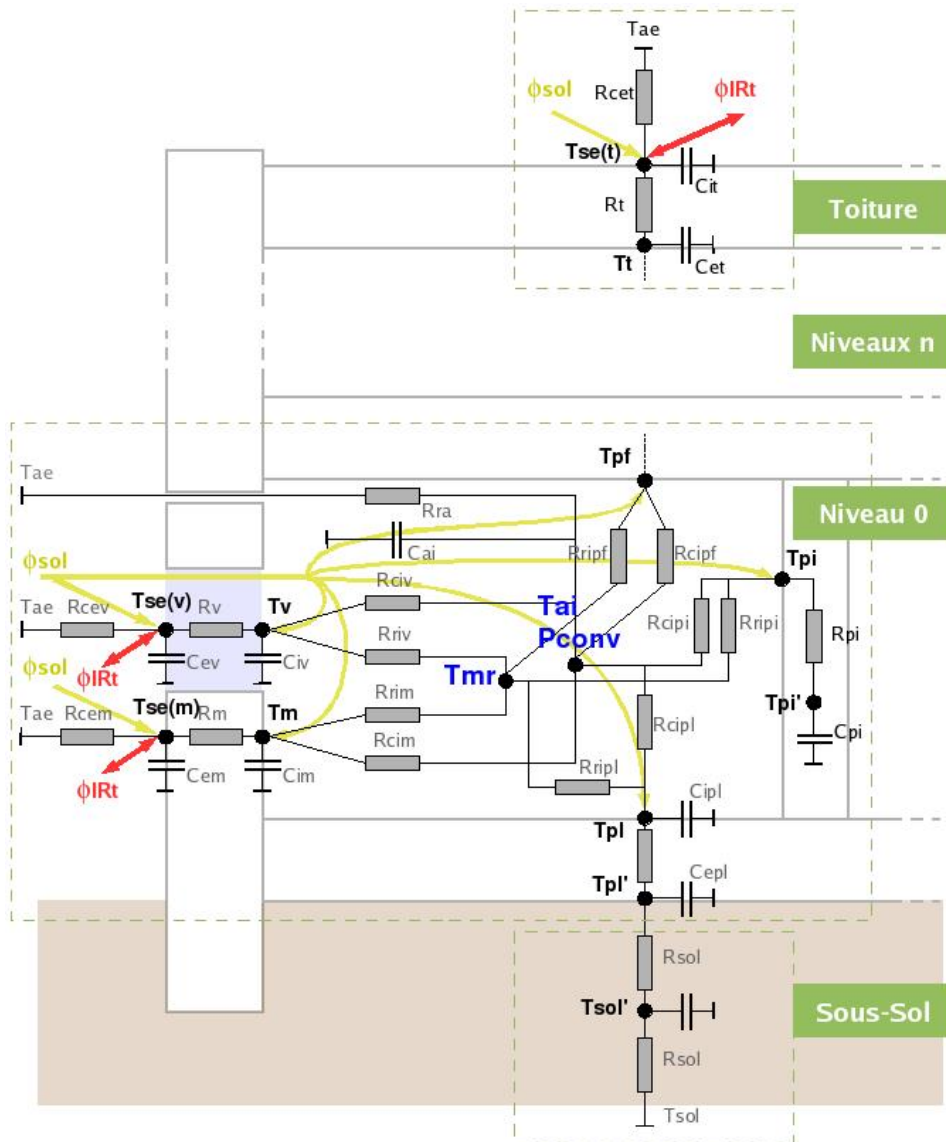 Tae
ϕsol
Rcet
ϕIRt
Tse(t)
Cit
Rt
Toiture
Tt
Cet
Niveaux n
Tpf
Tae
Rra
Niveau 0
Cai
Rripf
Rcipf
Tpi
ϕsol
Rciv
Tae
Rcev
Tse(v)
Rv
Tv
Tai
Pconv
Rcipi
Rripi
Rpi
Cev
Civ
Rriv
ϕIRt
ϕsol
Tmr
Tpi'
Rrim
Tae
Rcem
Tse(m)
Rm
Tm
Rcipl
Cpi
Rcim
Cem
Cim
ϕIRt
Rripl
Cipl
Tpl
Cepl
Tpl'
Rsol
Tsol'
Sous-Sol
Rsol
Tsol